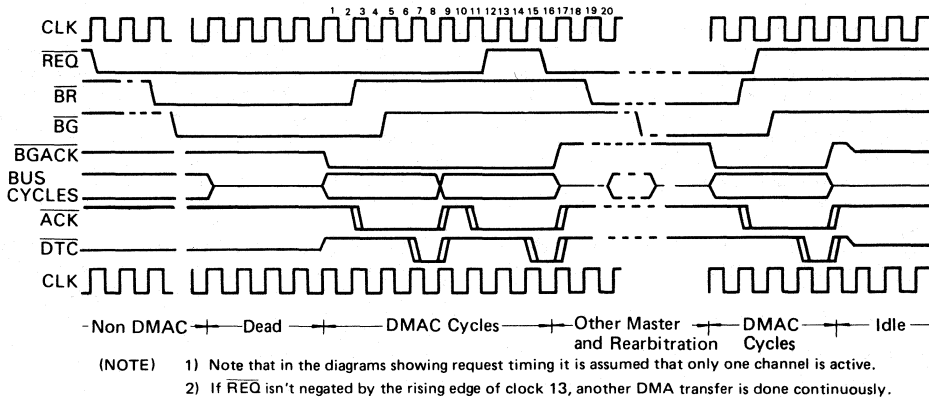 1 2 3 4 5 6 7 8 9 10 11 12 13 14 15 16 17 18 19 20
CLK
REQ
BR
BG
BGACK
BUS
CYCLES
ACK
DTC
CLK
Non DMAC
Dead
DMAC Cycles
Other Master
and Rearbitration
DMAC
Cycles
Idle
(NOTE) 1) Note that in the diagrams showing request timing it is assumed that only one channel is active.
2) If REQ isn't negated by the rising edge of clock 13, another DMA transfer is done continuously.